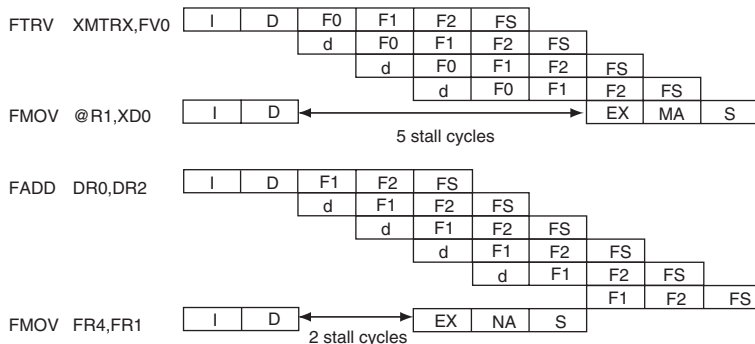 FTRV XMTRX,FV0 I D F0 F1 F2 FS
d F0 F1 F2 FS
d F0 F1 F2 FS
d F0 F1 F2 FS
FMOV @R1,XD0 I D EX MA S
5 stall cycles
FADD DR0,DR2 I D F1 F2 FS
d F1 F2 FS
d F1 F2 FS
d F1 F2 FS
d F1 F2 FS
F1 F2 FS
FMOV FR4,FR1 I D EX NA S
2 stall cycles